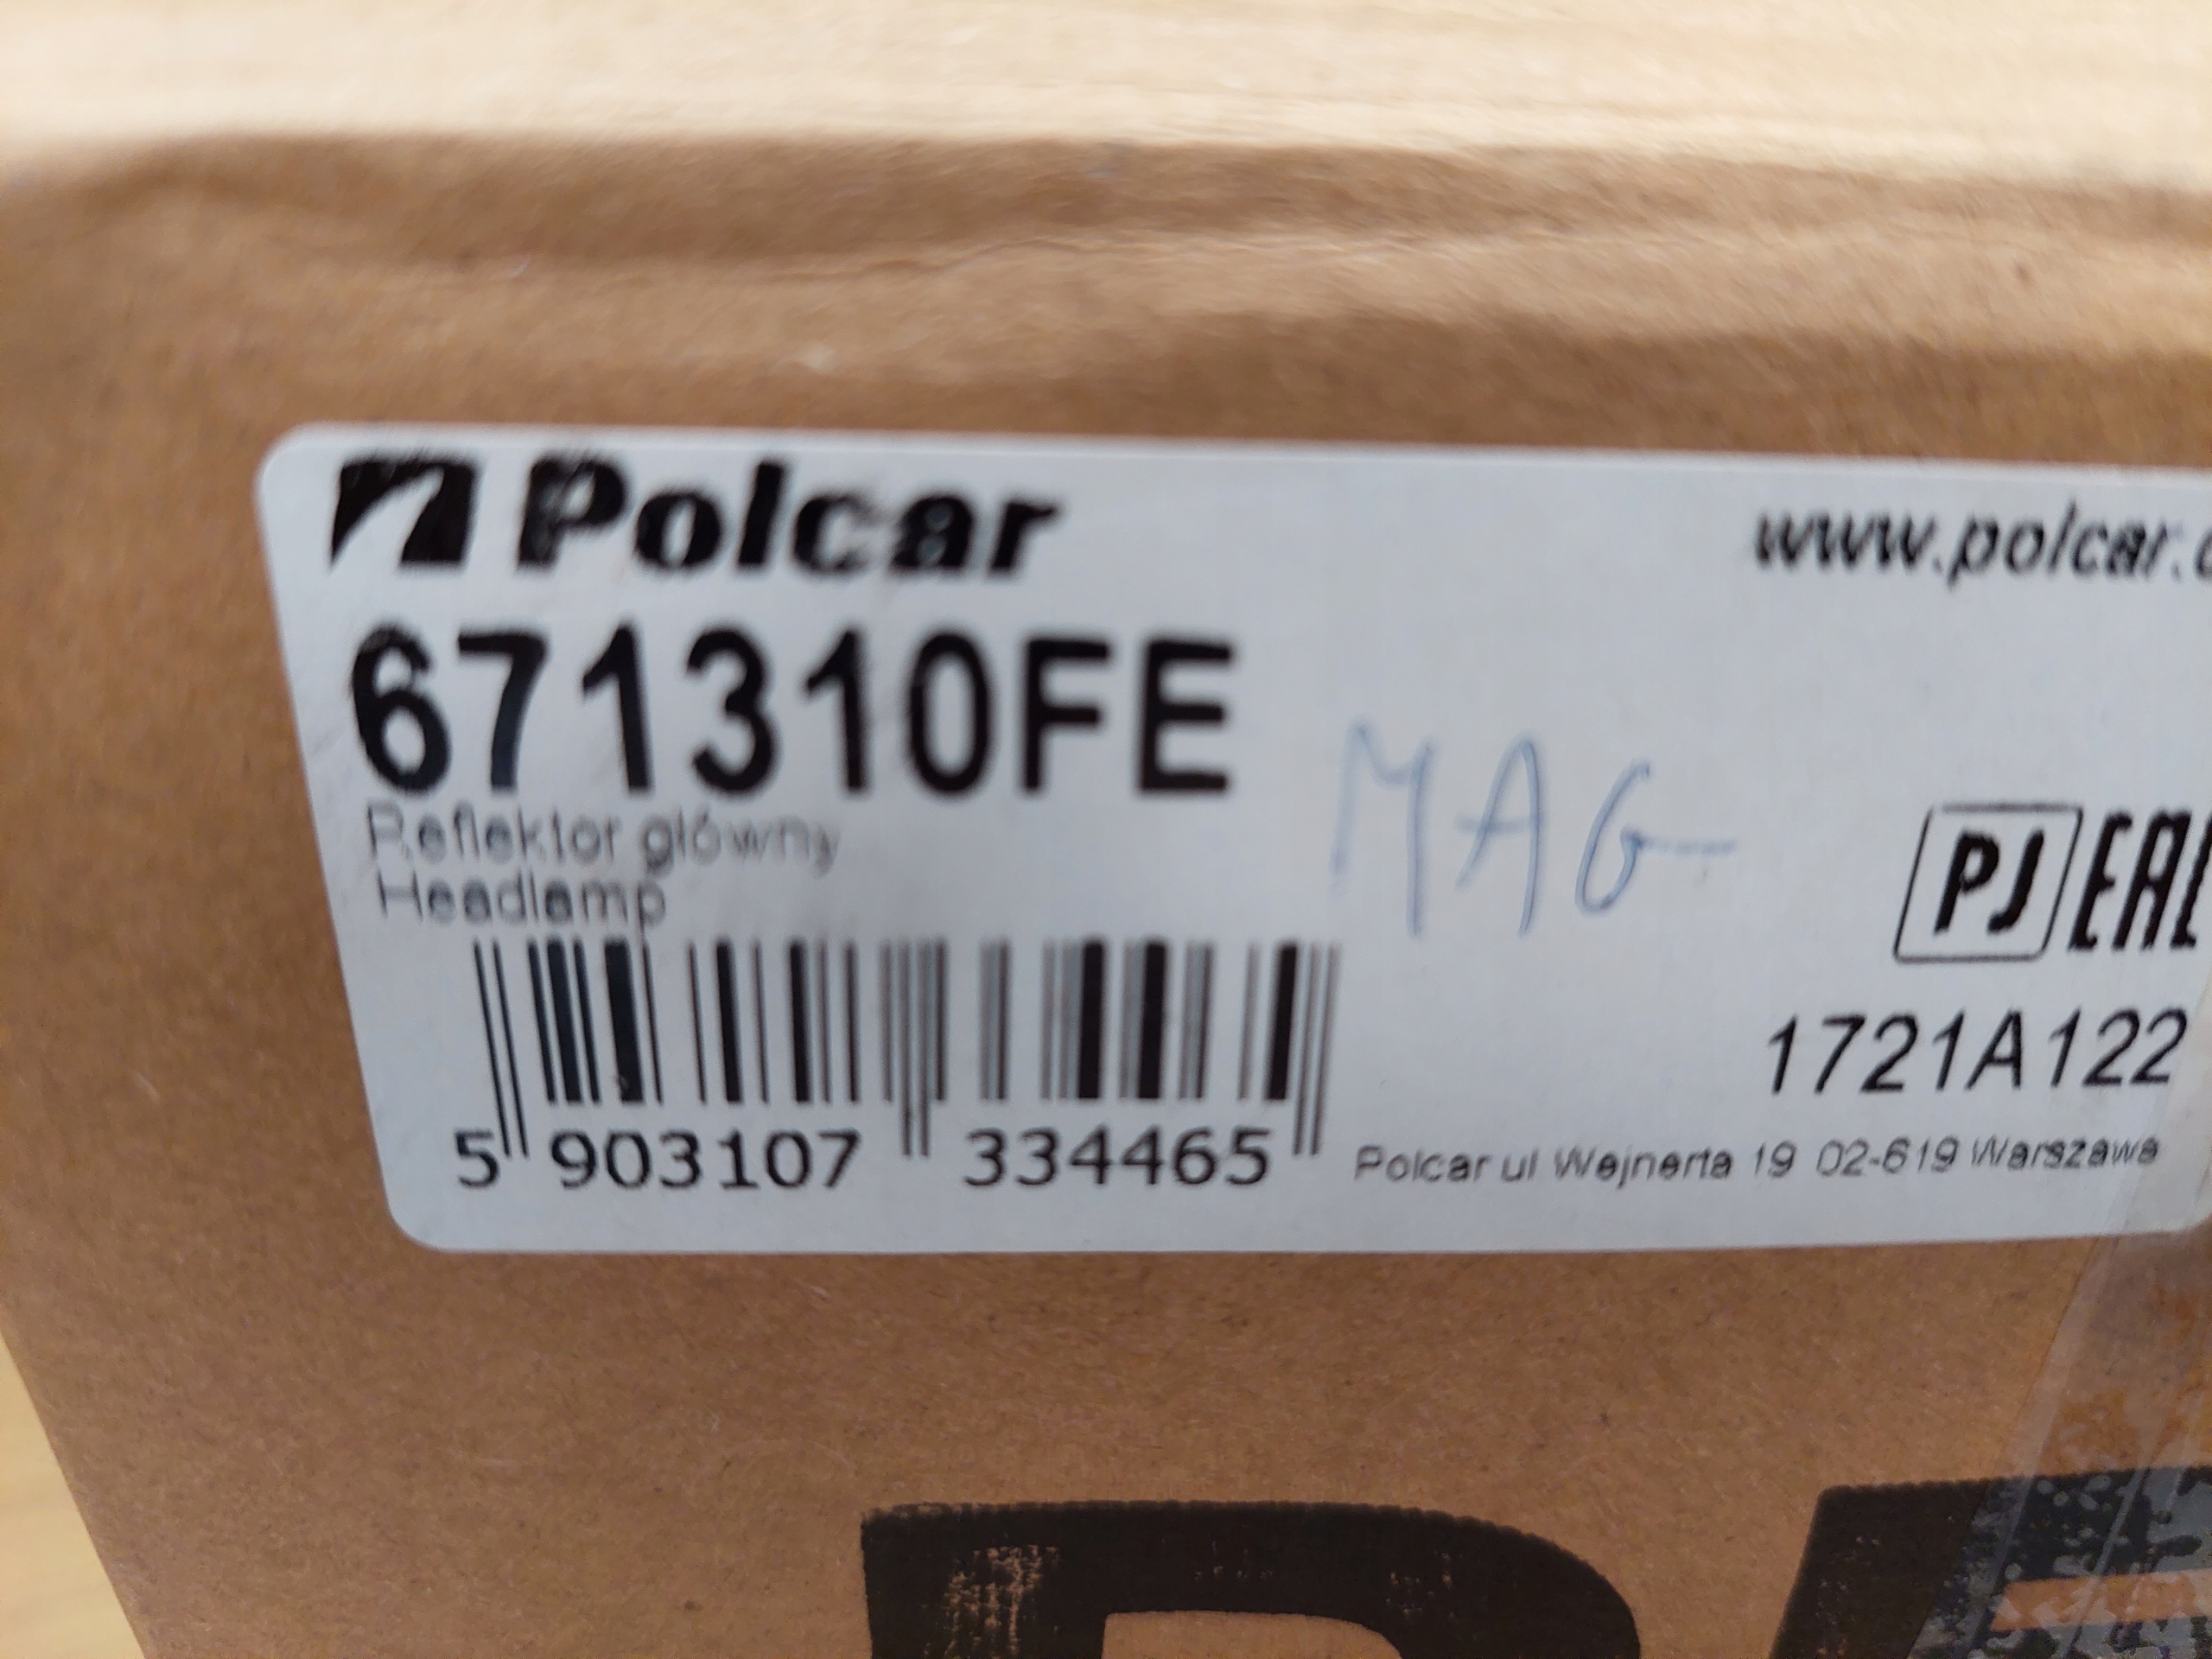 Polcar
www.polcar.
671310FE
Reflektor główny
Headlamp
MAG
PJ EAC
1721A122
5 903107 334465
Polcar ul Wejnerta 19 02-619 Warszawa